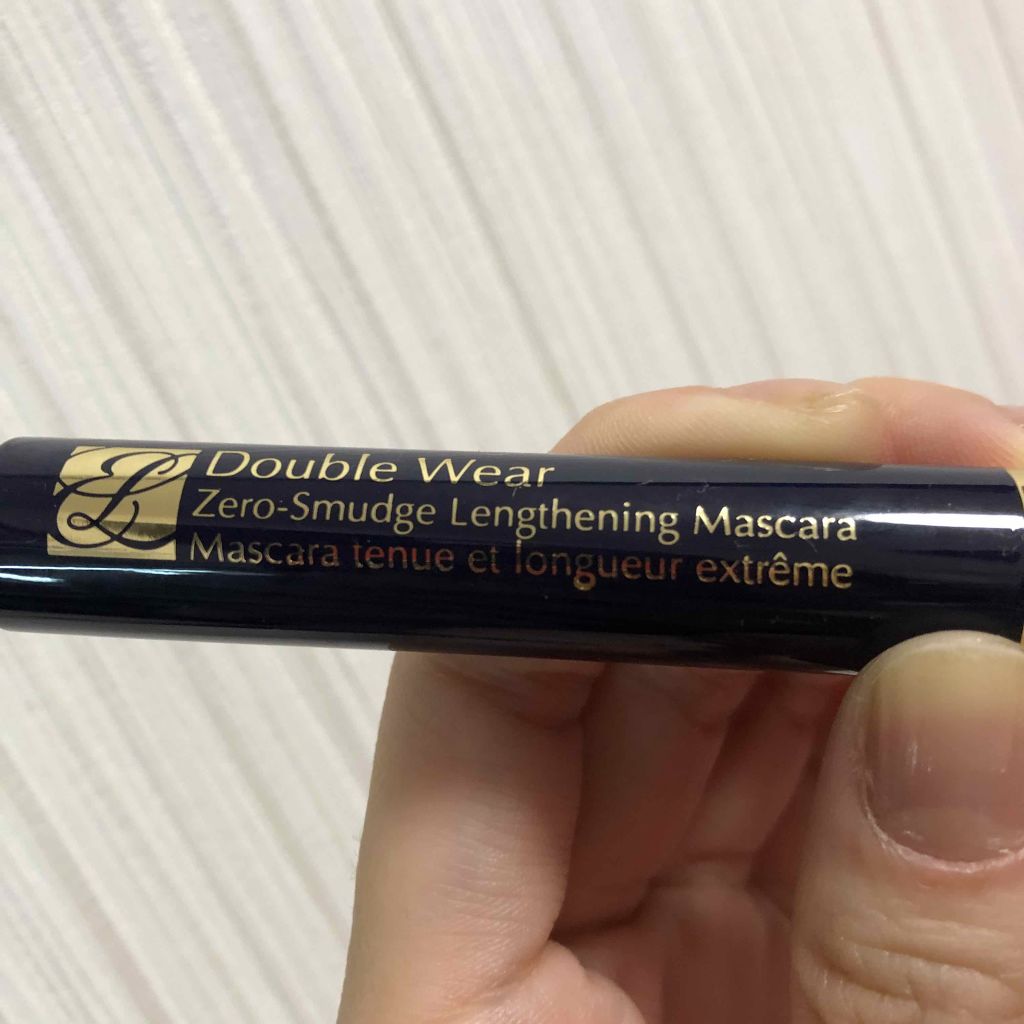 Double Wear
Zero-Smudge Lengthening Mascara
Mascara tenue et longueur extrême